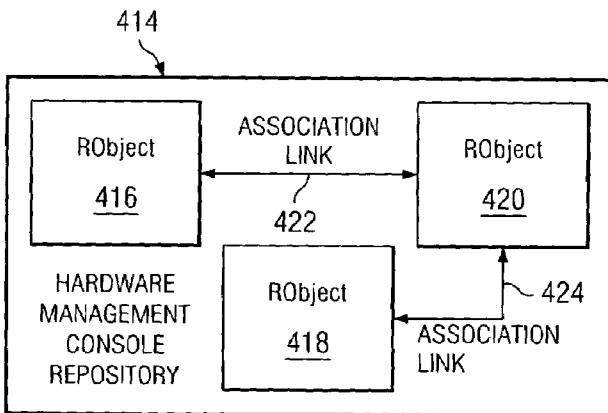 414
RObject
416
ASSOCIATION
LINK
422
RObject
420
HARDWARE
MANAGEMENT
CONSOLE
REPOSITORY
RObject
418
424
ASSOCIATION
LINK